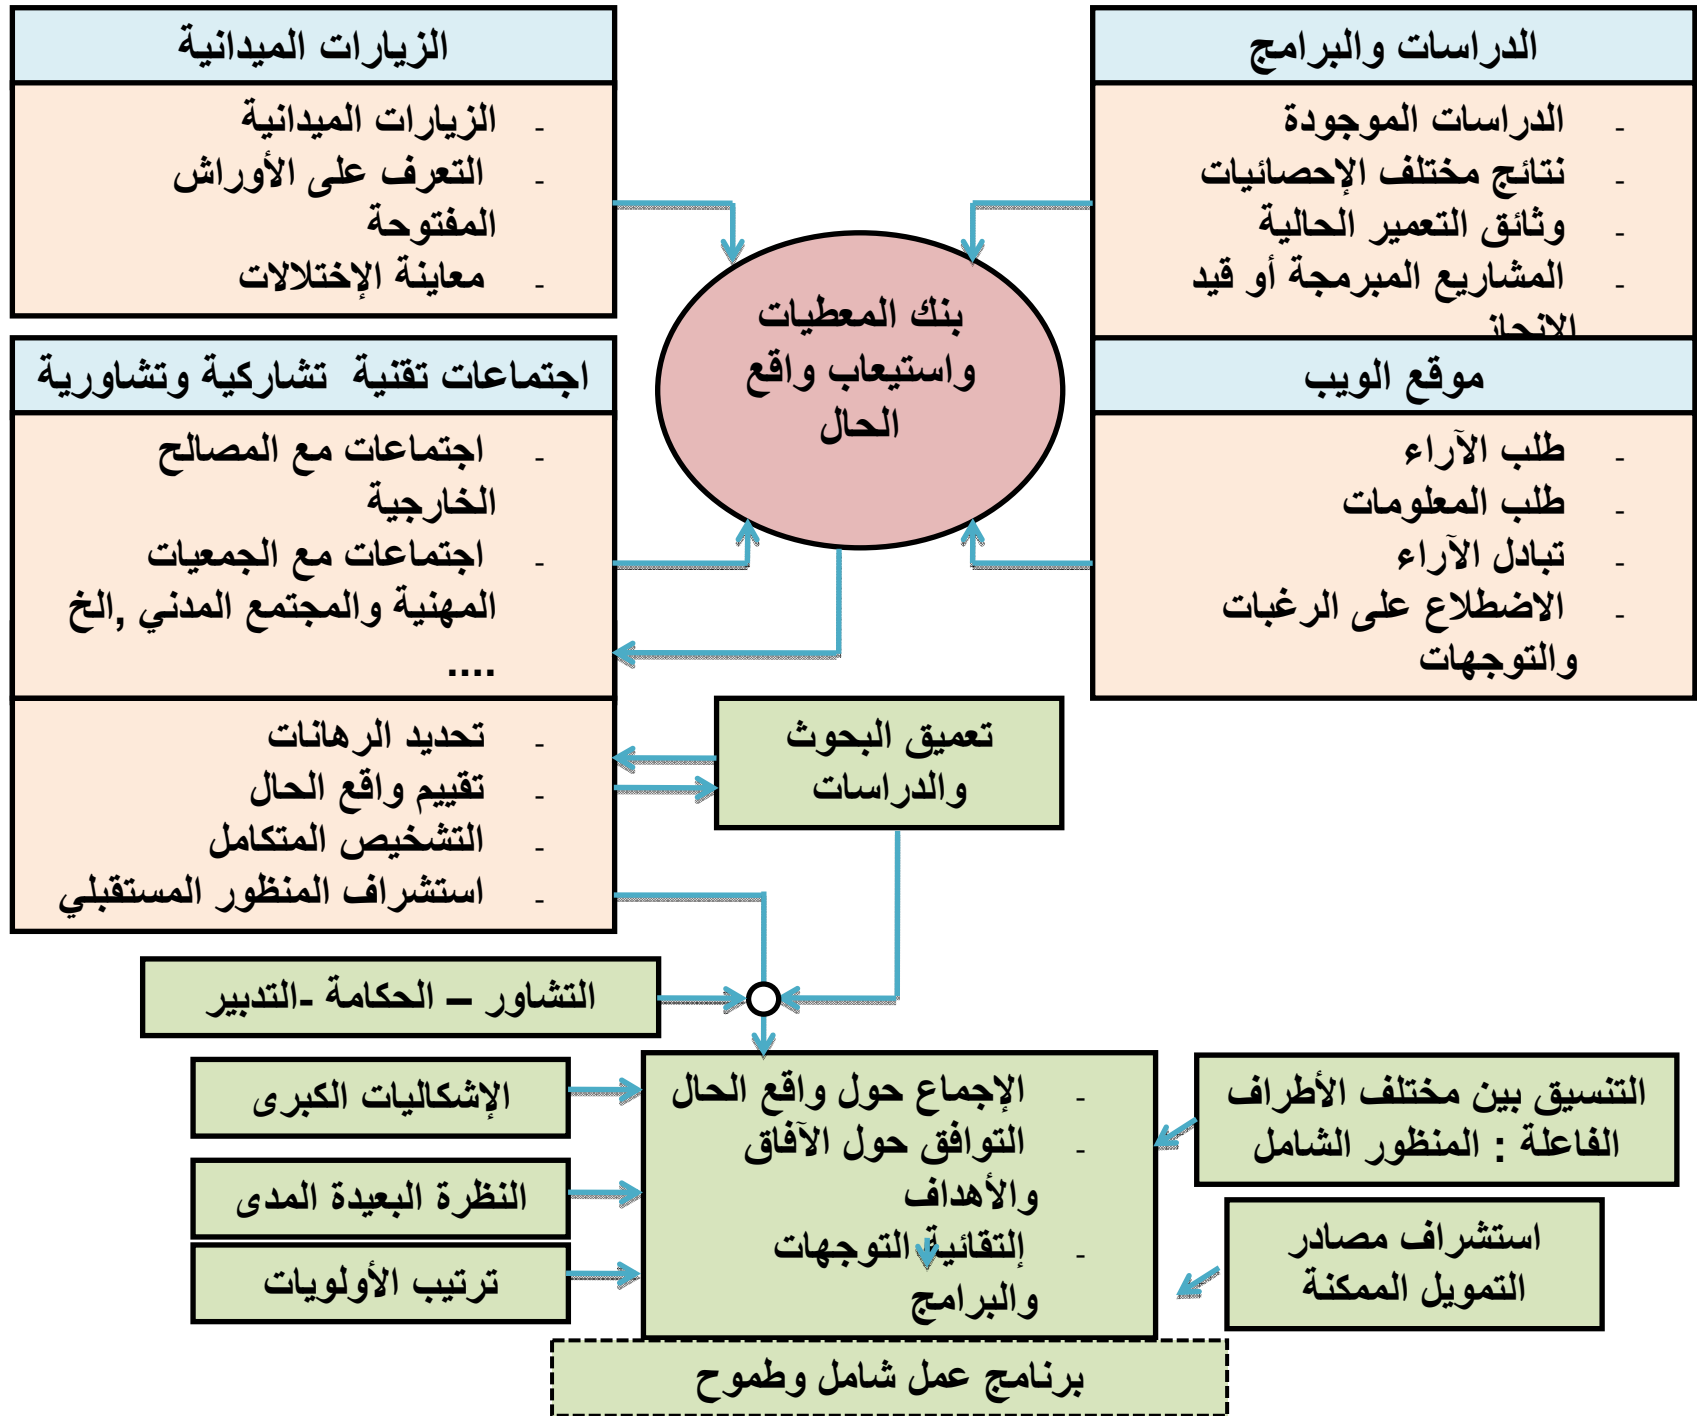 الدراسات والبرامج
- الدراسات الموجودة
- نتائج مختلف الإحصائيات
- وثائق التعمير الحالية
- المشاريع المبرمجة أو قيد
الإنجاز
الزيارات الميدانية
- الزيارات الميدانية
- التعرف على الأوراش
المفتوحة
- معاينة الإختلالات
بنك المعطيات
واستيعاب واقع
الحال
موقع الويب
- طلب الآراء
- طلب المعلومات
- تبادل الآراء
- الاضطلاع على الرغبات
والتوجهات
اجتماعات تقنية تشاركية وتشاورية
- اجتماعات مع المصالح
الخارجية
- اجتماعات مع الجمعيات
المهنية والمجتمع المدني ,الخ
....
- تحديد الرهانات
- تقييم واقع الحال
- التشخيص المتكامل
- استشراف المنظور المستقبلي
تعميق البحوث
والدراسات
التشاور – الحكامة -التدبير
التنسيق بين مختلف الأطراف
الفاعلة : المنظور الشامل
استشراف مصادر
التمويل الممكنة
- الإجماع حول واقع الحال
- التوافق حول الآفاق
والأهداف
- إلتقائية التوجهات
والبرامج
الإشكاليات الكبرى
النظرة البعيدة المدى
ترتيب الأولويات
برنامج عمل شامل وطموح